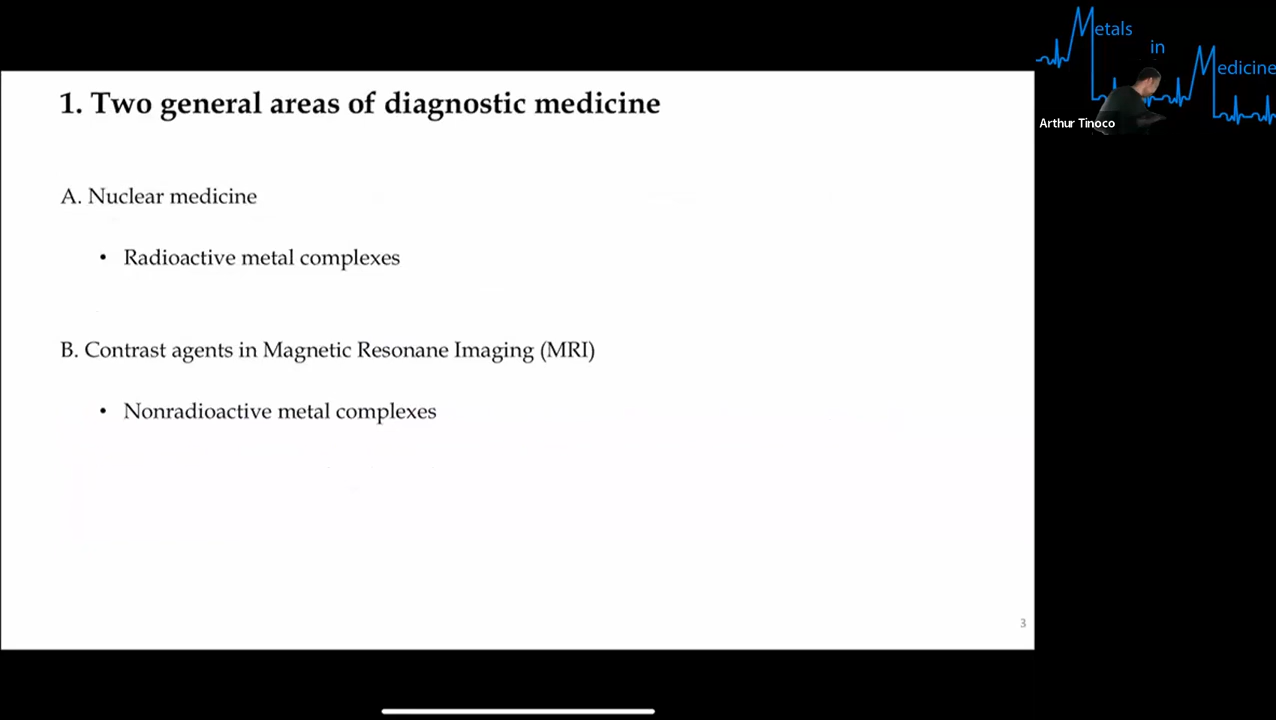 1. Two general areas of diagnostic medicine
A. Nuclear medicine
• Radioactive metal complexes
B. Contrast agents in Magnetic Resonane Imaging (MRI)
• Nonradioactive metal complexes
3
Metals
in
Medicine
Arthur Tinoco